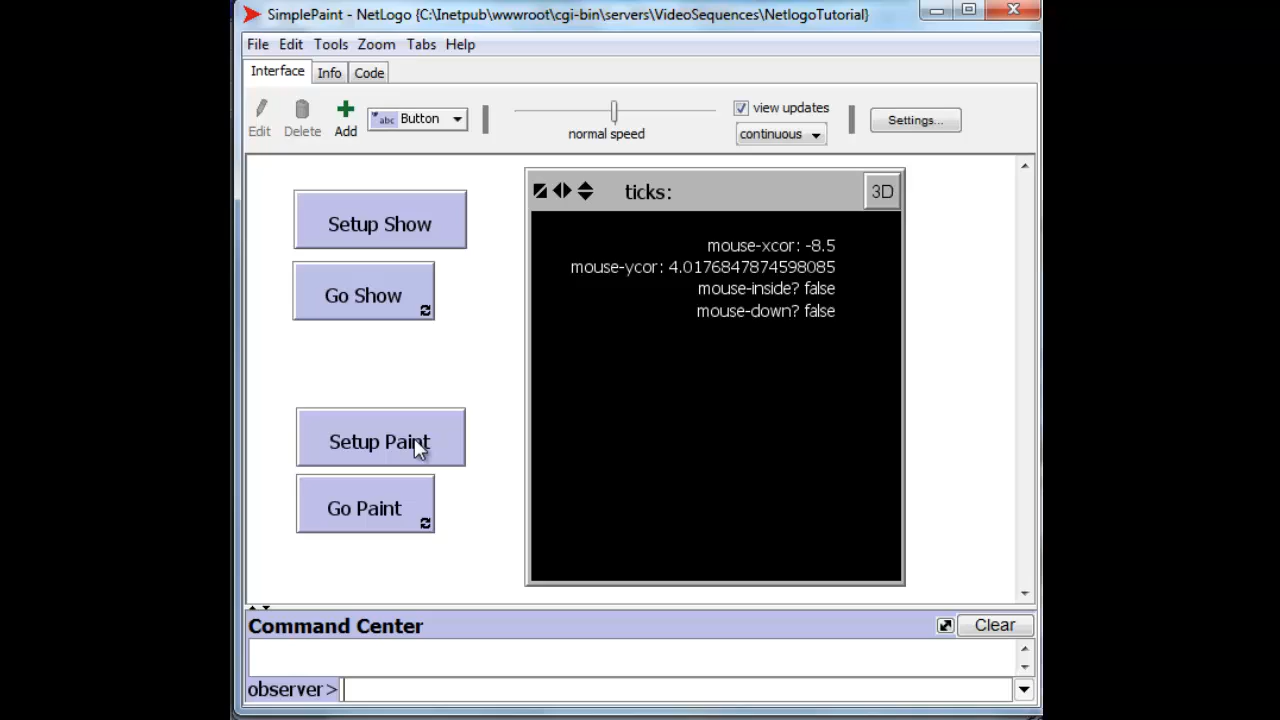 SimplePaint - NetLogo {C:\Inetpub\wwwroot\cgi-bin\servers\VideoSequences\NetlogoTutorial}
File Edit Tools Zoom Tabs Help
Interface Info Code
Edit Delete Add abc Button normal speed view updates continuous Settings...
ticks: 3D
Setup Show
Go Show
mouse-xcor: -8.5
mouse-ycor: 4.0176847874598085
mouse-inside? false
mouse-down? false
Setup Paint
Go Paint
Command Center Clear
observer>